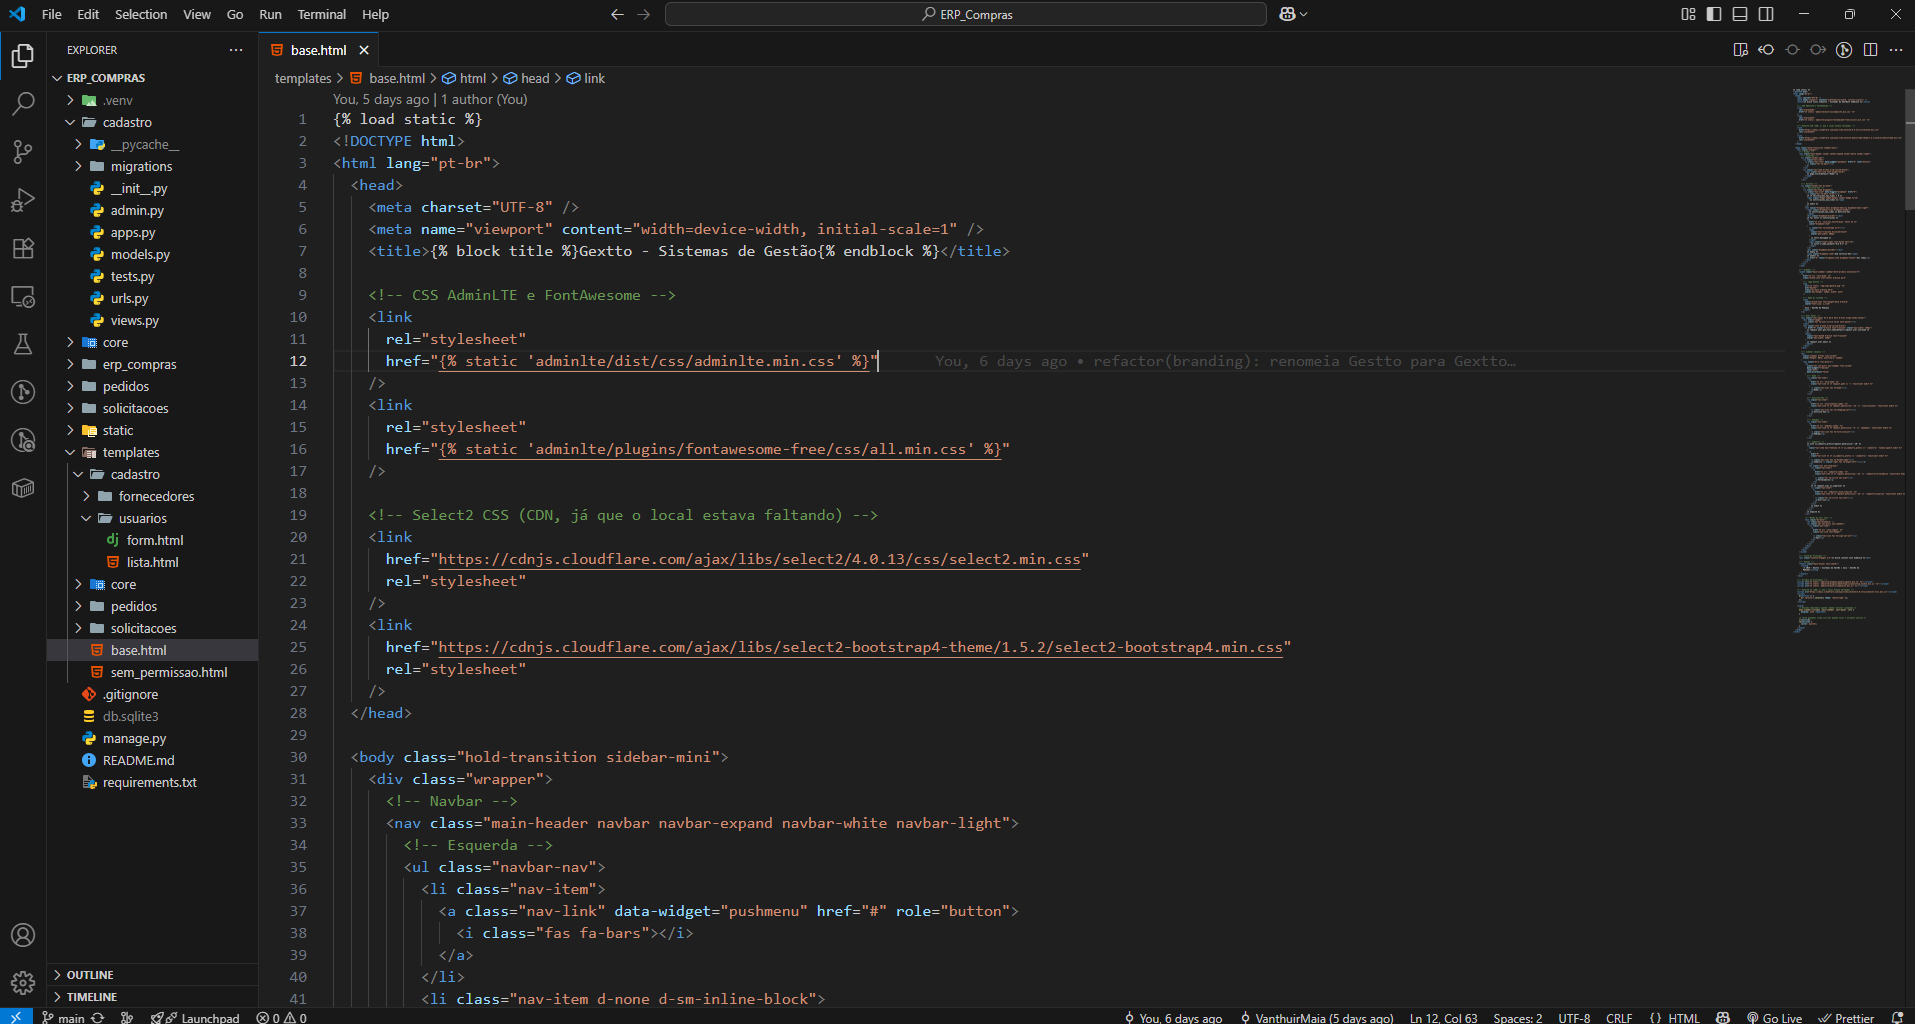 File Edit Selection View Go Run Terminal Help
ERP_Compras
EXPLORER
ERP_COMPRAS
.venv
cadastro
__pycache__
migrations
__init__.py
admin.py
apps.py
models.py
tests.py
urls.py
views.py
core
erp_compras
pedidos
solicitacoes
static
templates
cadastro
fornecedores
usuarios
form.html
lista.html
core
pedidos
solicitacoes
base.html
sem_permissao.html
.gitignore
db.sqlite3
manage.py
README.md
requirements.txt
OUTLINE
TIMELINE
base.html
templates > base.html > html > head > link
You, 5 days ago | 1 author (You)
1 {% load static %}
2 <!DOCTYPE html>
3 <html lang="pt-br">
4 <head>
5 <meta charset="UTF-8" />
6 <meta name="viewport" content="width=device-width, initial-scale=1" />
7 <title>{% block title %}Gextto - Sistemas de Gestão{% endblock %}</title>
8
9 <!-- CSS AdminLTE e FontAwesome -->
10 <link
11 rel="stylesheet"
12 href="{% static 'adminlte/dist/css/adminlte.min.css' %}" You, 6 days ago • refactor(branding): renomeia Gestto para Gextto…
13 />
14 <link
15 rel="stylesheet"
16 href="{% static 'adminlte/plugins/fontawesome-free/css/all.min.css' %}"
17 />
18
19 <!-- Select2 CSS (CDN, já que o local estava faltando) -->
20 <link
21 href="https://cdnjs.cloudflare.com/ajax/libs/select2/4.0.13/css/select2.min.css"
22 rel="stylesheet"
23 />
24 <link
25 href="https://cdnjs.cloudflare.com/ajax/libs/select2-bootstrap4-theme/1.5.2/select2-bootstrap4.min.css"
26 rel="stylesheet"
27 />
28 </head>
29
30 <body class="hold-transition sidebar-mini">
31 <div class="wrapper">
32 <!-- Navbar -->
33 <nav class="main-header navbar navbar-expand navbar-white navbar-light">
34 <!-- Esquerda -->
35 <ul class="navbar-nav">
36 <li class="nav-item">
37 <a class="nav-link" data-widget="pushmenu" href="#" role="button">
38 <i class="fas fa-bars"></i>
39 </a>
40 </li>
41 <li class="nav-item d-none d-sm-inline-block">
main Launchpad 0 0 You, 6 days ago VanthuirMaia (5 days ago) Ln 12, Col 63 Spaces: 2 UTF-8 CRLF {} HTML Go Live Prettier